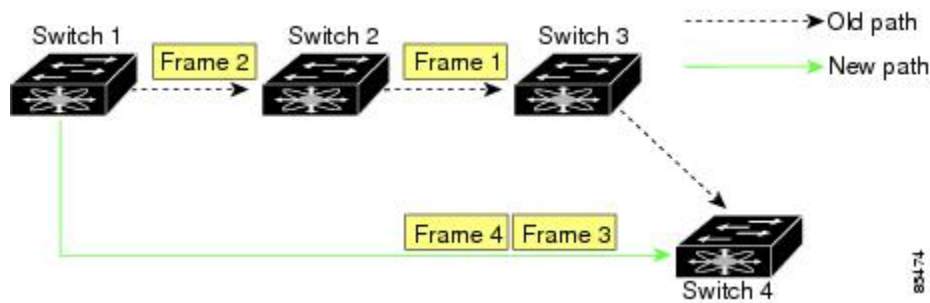 Switch 1
Switch 2
Switch 3
Old path
New path
Frame 2
Frame 1
Frame 4
Frame 3
Switch 4
85474